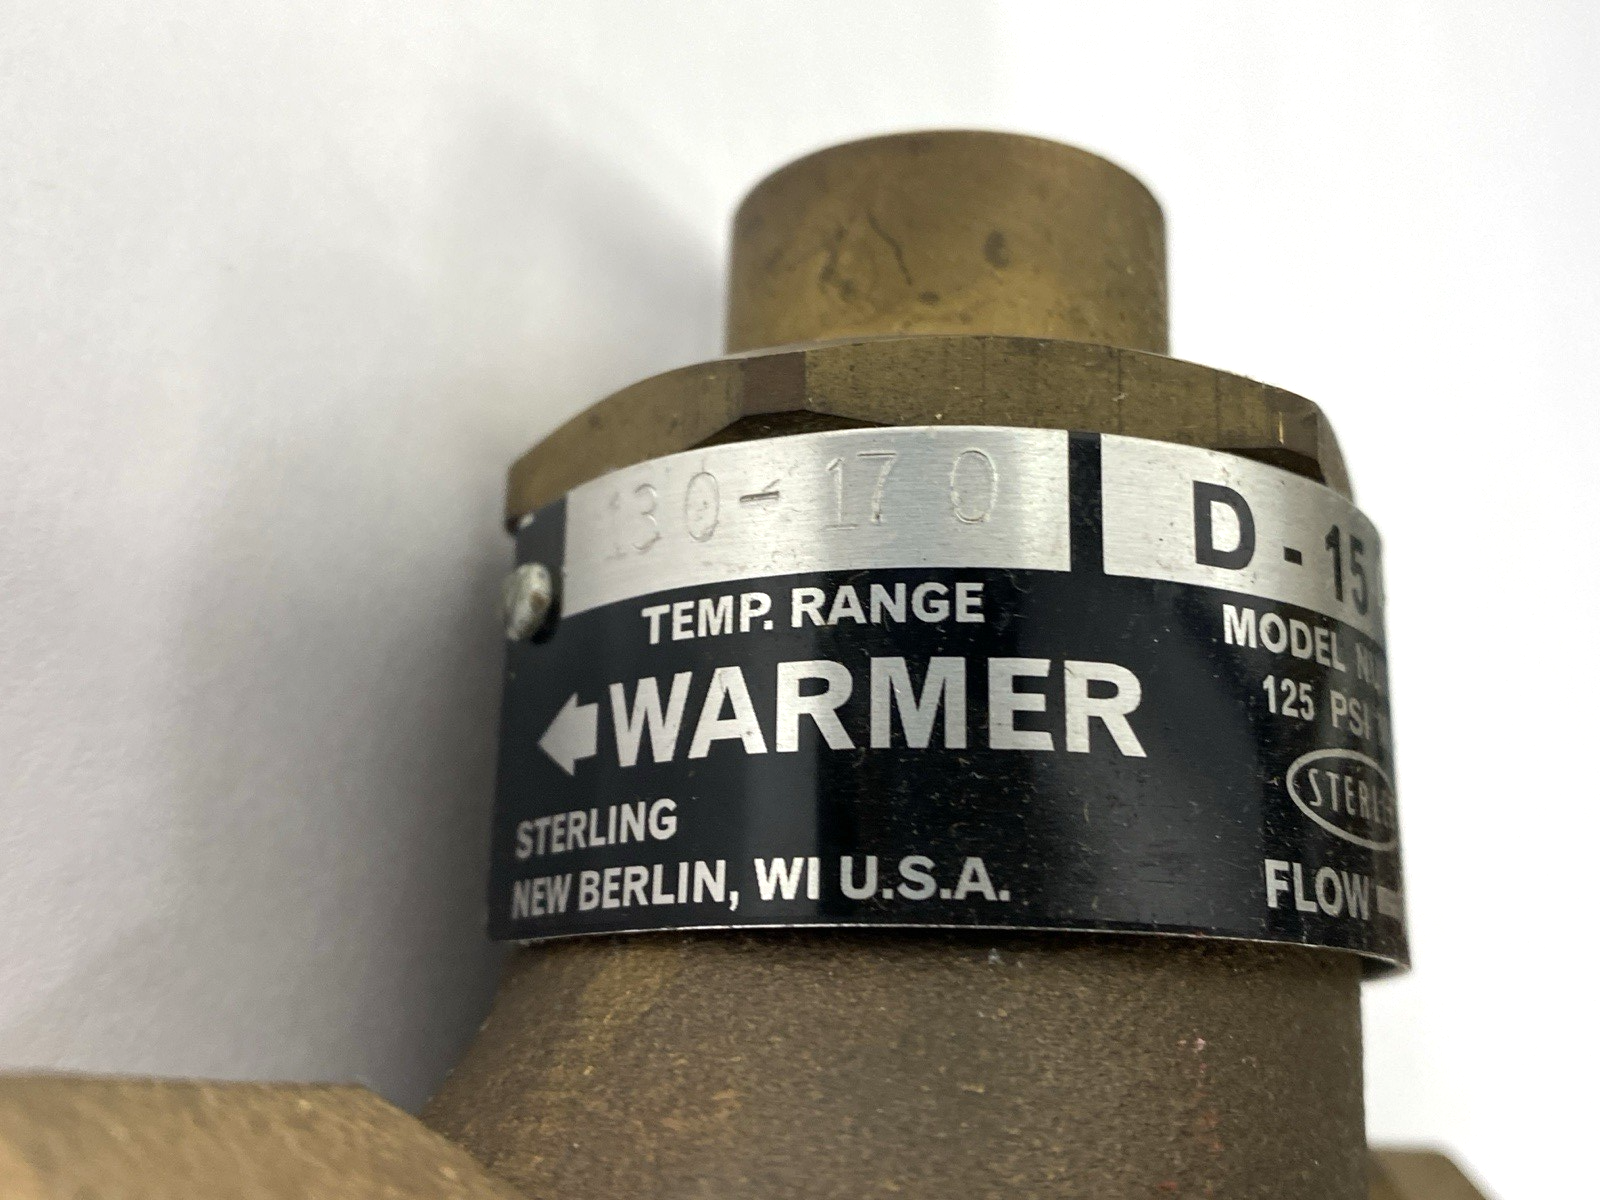 130-170
TEMP. RANGE
WARMER
STERLING
NEW BERLIN, WI U.S.A.
D-15
MODEL
125 PSI
FLOW